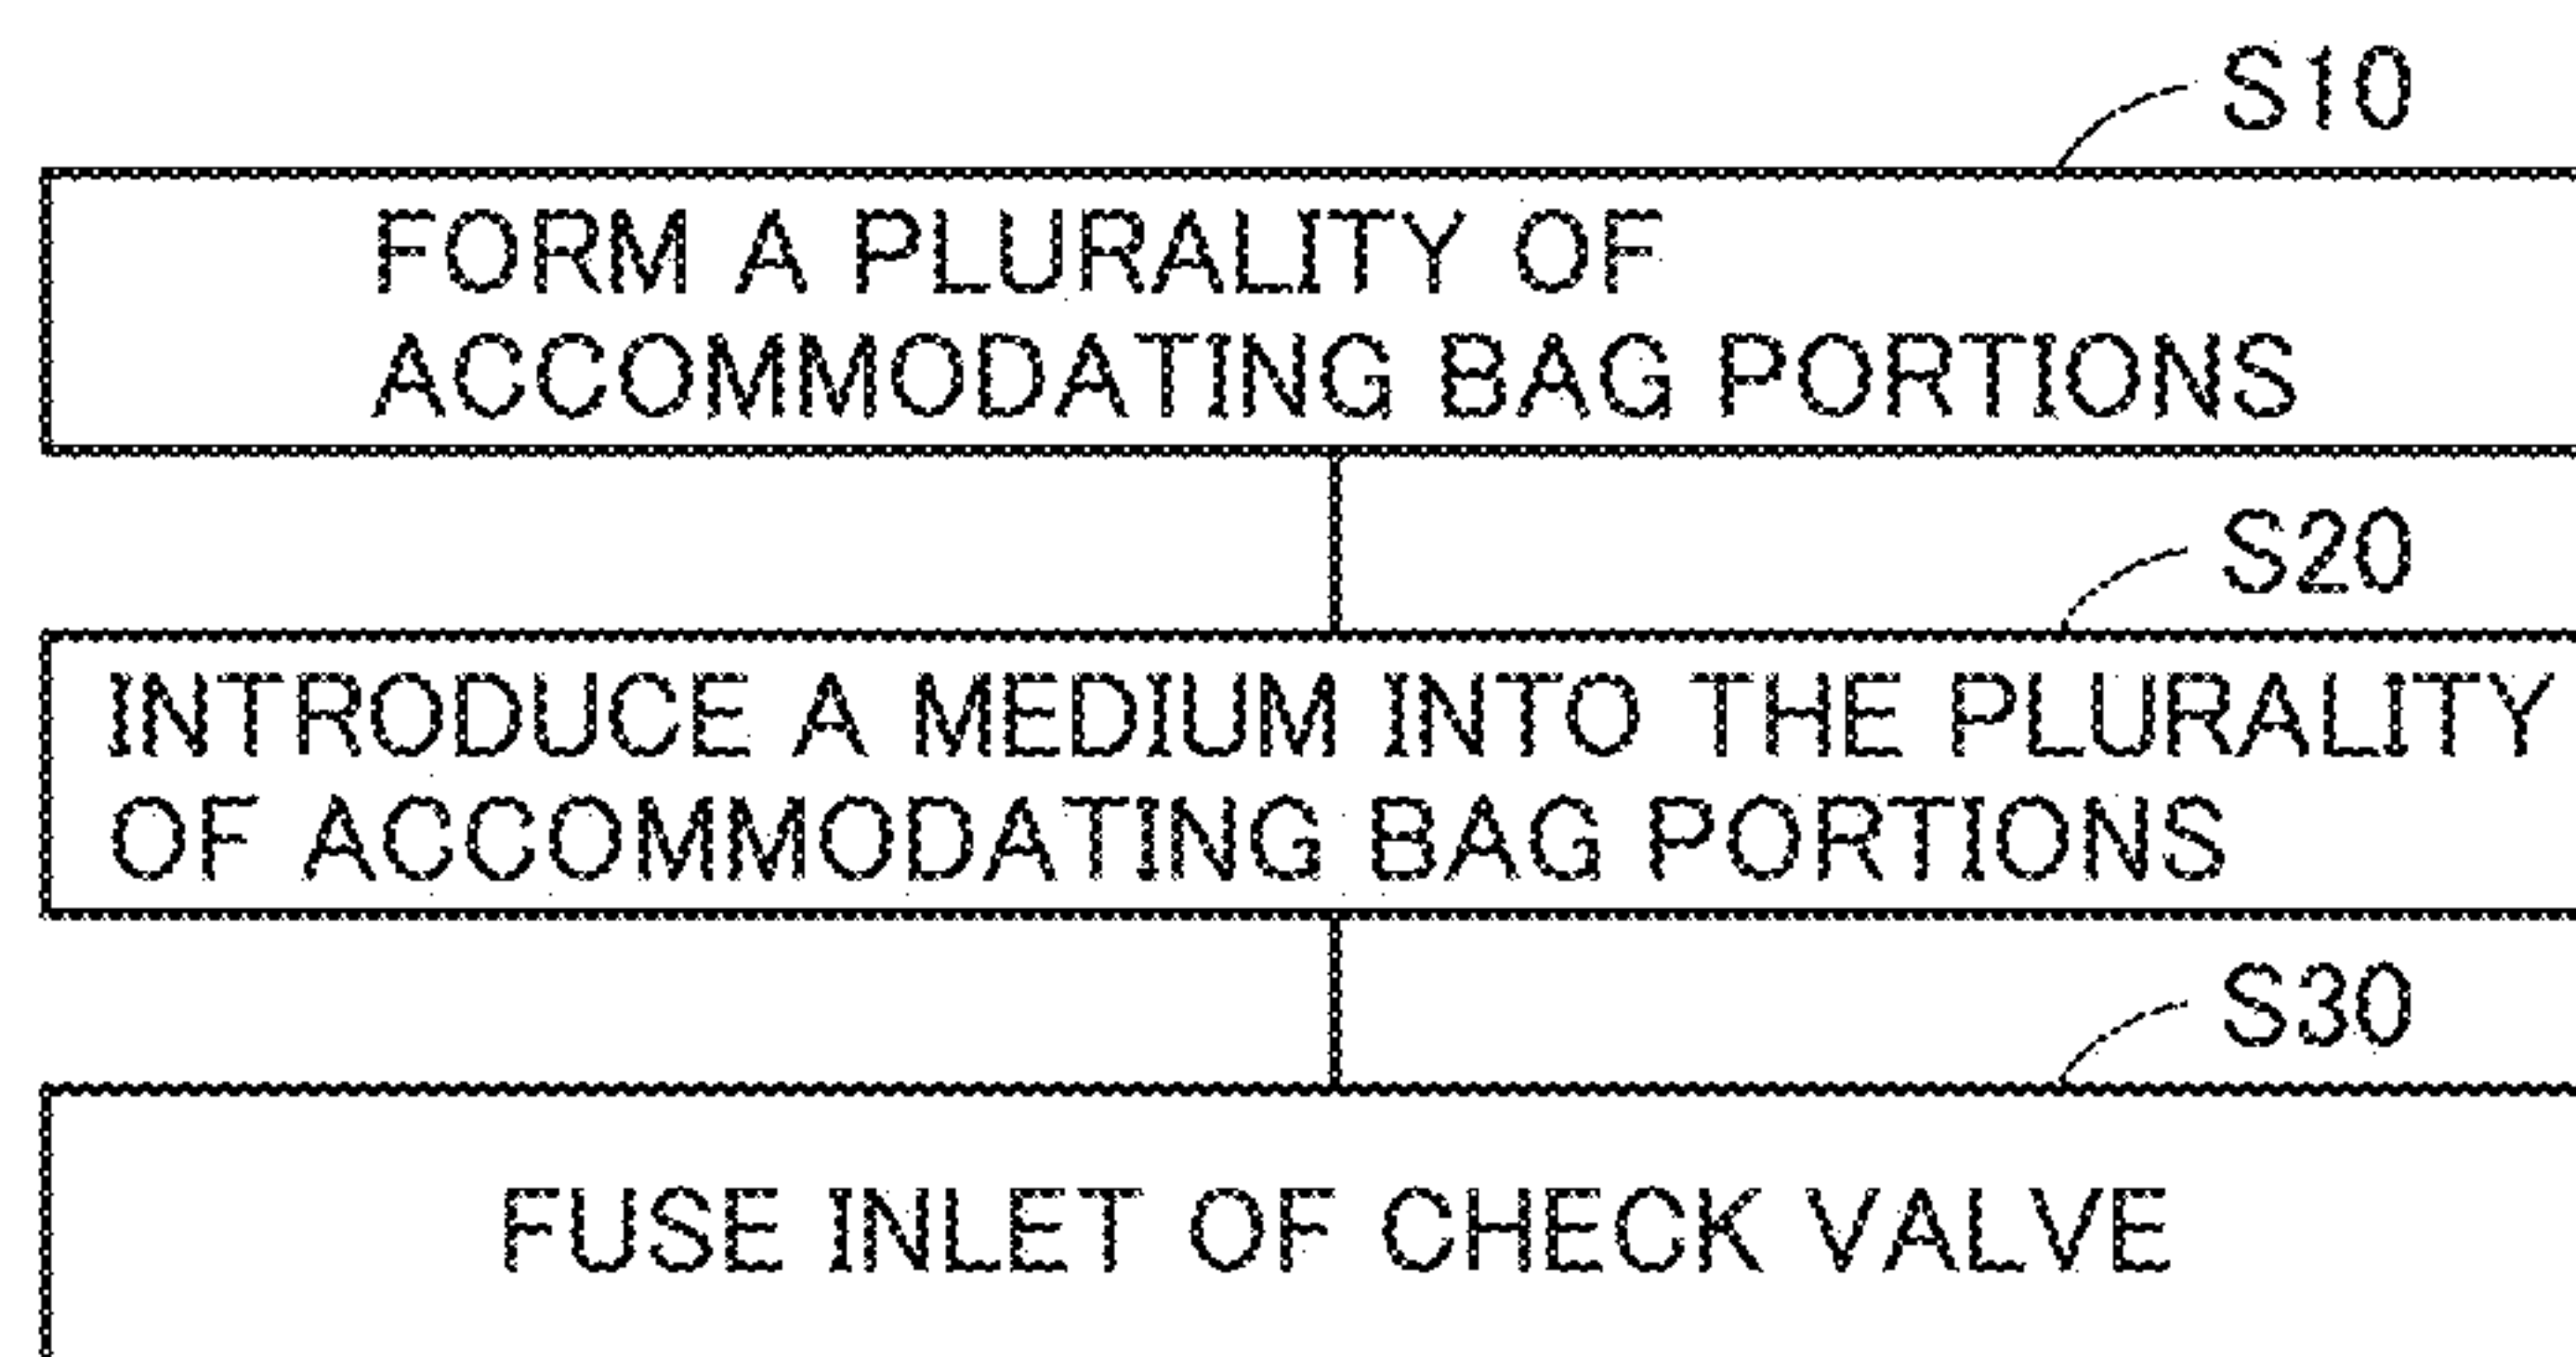 S10
FORM A PLURALITY OF
ACCOMMODATING BAG PORTIONS
S20
INTRODUCE A MEDIUM INTO THE PLURALITY
OF ACCOMMODATING BAG PORTIONS
S30
FUSE INLET OF CHECK VALVE